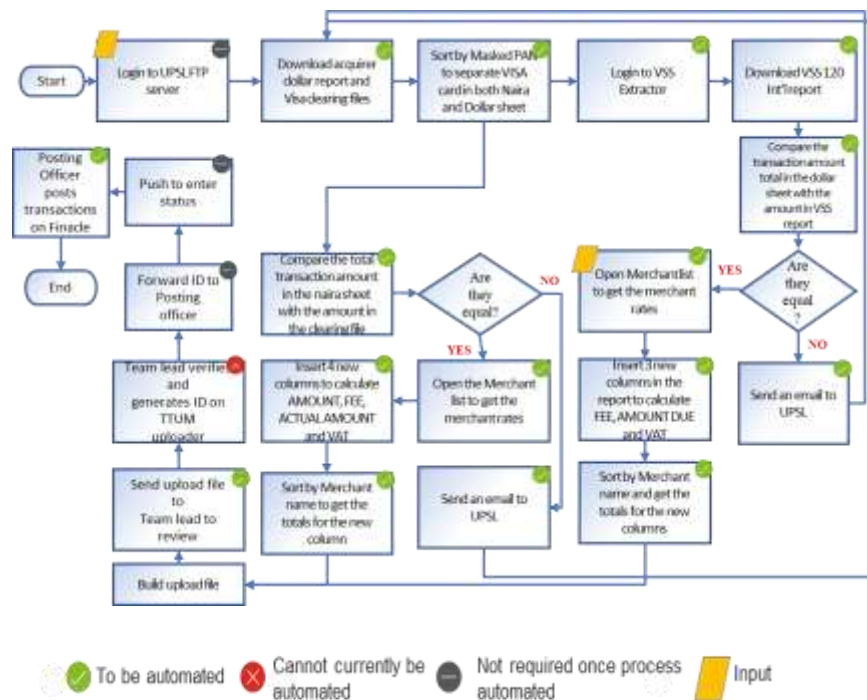 Start
Login to UPSL FTP
server
Download acquirer
dollar report and
Visa clearing files
Sort by Masked PAN
to separate VISA
card in both Naira
and Dollar sheet
Login to VSS
Extractor
Download VSS 120
Int'l report
Posting
Officer
posts
transactions
on Finacle
Push to enter
status
Compare the
transaction amount
total in the dollar
sheet with the
amount in VSS
report
Compare the total
transaction amount
in the naira sheet
with the amount in
the clearing file
Are
they
equal?
NO
YES
Open Merchant list
to get the merchant
rates
YES
Are
they
equal
?
NO
End
Forward ID to
Posting
officer
Team lead verifies
and
generates ID on
TTUM
uploader
Insert 4 new
columns to calculate
AMOUNT, FEE,
ACTUAL AMOUNT
and VAT
Open the Merchant
list to get the
merchant rates
Insert 3 new
columns in the
report to calculate
FEE, AMOUNT DUE
and VAT
Send an email to
UPSL
Send upload file
to
Team lead to
review
Sort by Merchant
name to get the
totals for the new
column
Send an email to
UPSL
Sort by Merchant
name and get the
totals for the new
columns
Build upload file
To be automated
Cannot currently be
automated
Not required once process
automated
Input